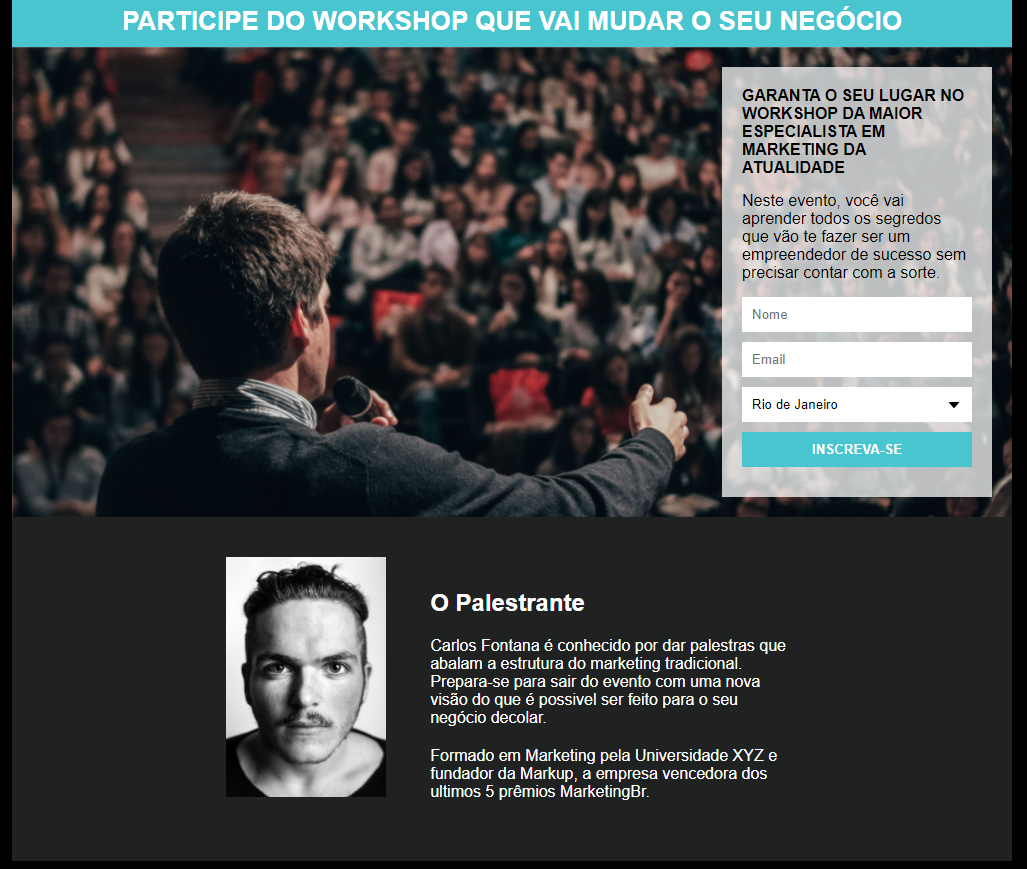 PARTICIPE DO WORKSHOP QUE VAI MUDAR O SEU NEGÓCIO
GARANTA O SEU LUGAR NO
WORKSHOP DA MAIOR
ESPECIALISTA EM
MARKETING DA
ATUALIDADE
Neste evento, você vai
aprender todos os segredos
que vão te fazer ser um
empreendedor de sucesso sem
precisar contar com a sorte.
Nome
Email
Rio de Janeiro
INSCREVA-SE
O Palestrante
Carlos Fontana é conhecido por dar palestras que
abalam a estrutura do marketing tradicional.
Prepara-se para sair do evento com uma nova
visão do que é possivel ser feito para o seu
negócio decolar.
Formado em Marketing pela Universidade XYZ e
fundador da Markup, a empresa vencedora dos
ultimos 5 prêmios MarketingBr.